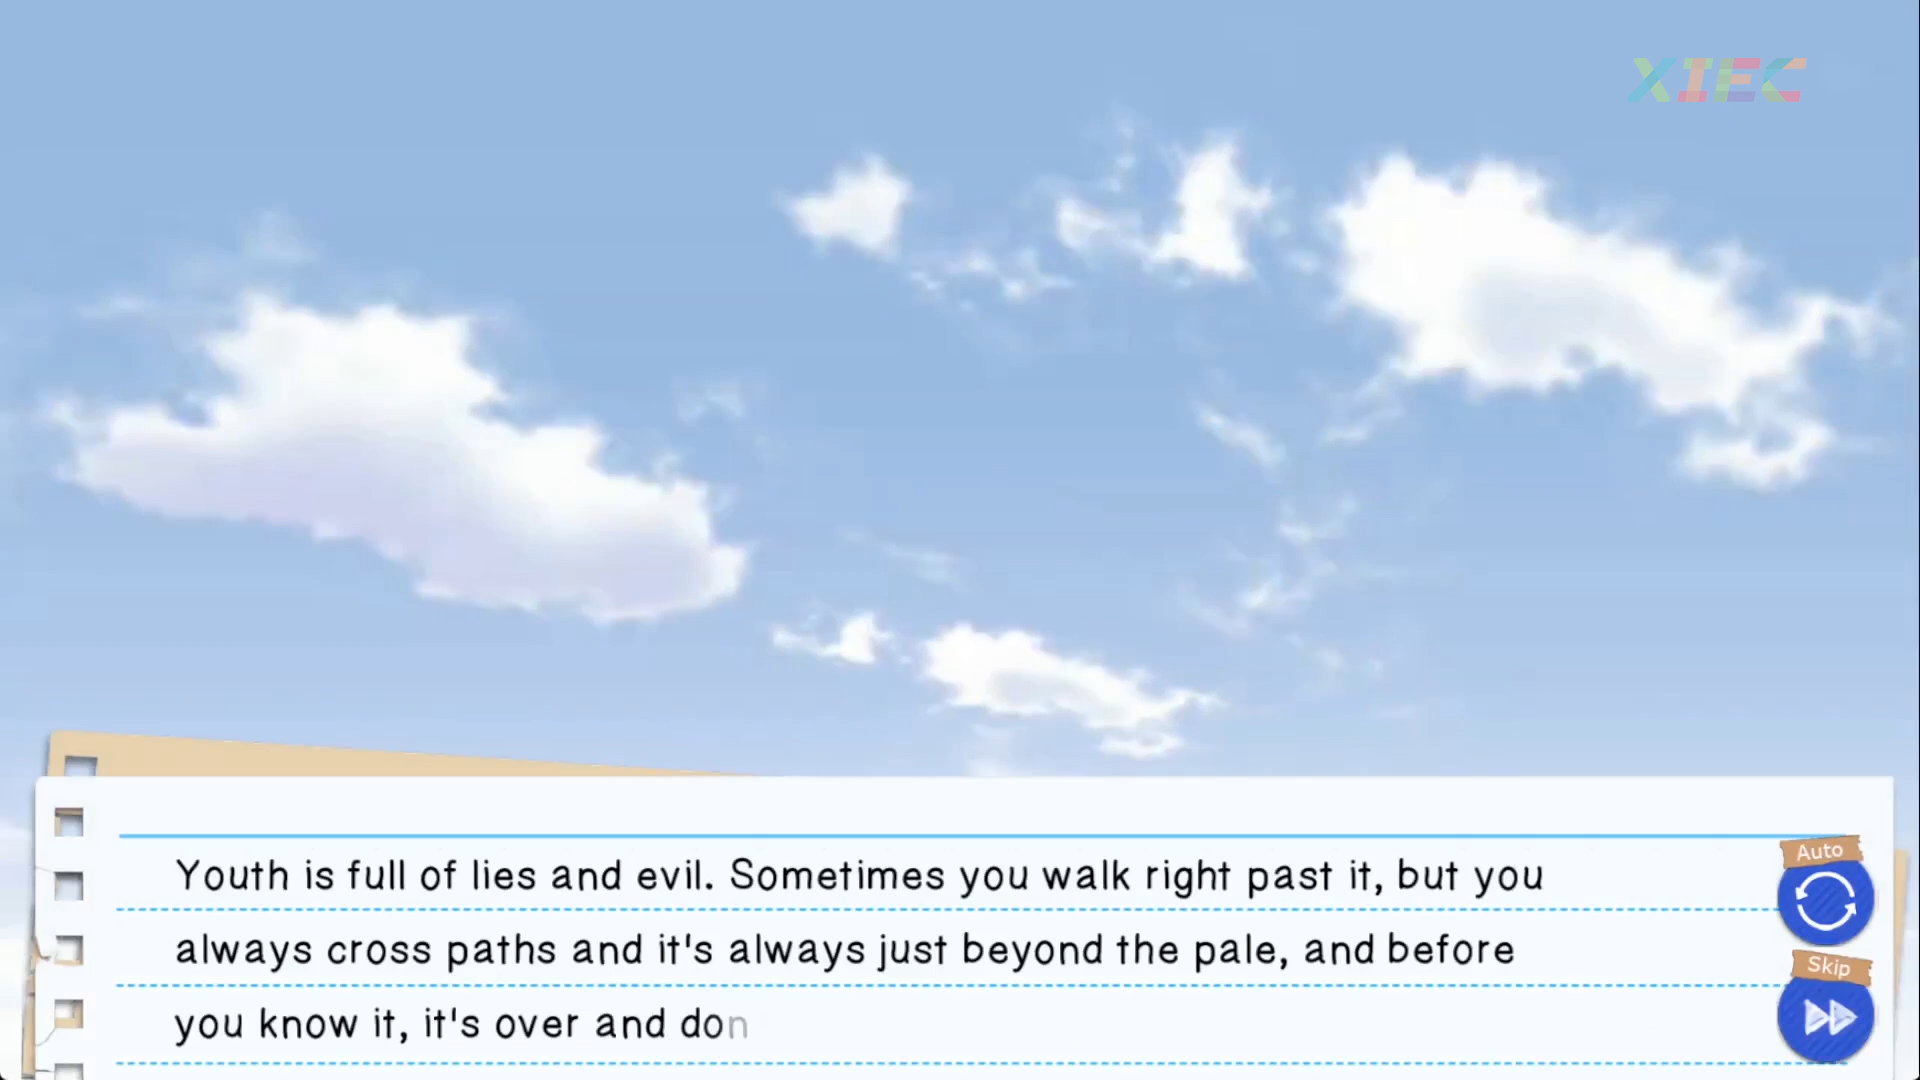 XIEC
Youth is full of lies and evil. Sometimes you walk right past it, but you
always cross paths and it's always just beyond the pale, and before
you know it, it's over and don
Auto
Skip